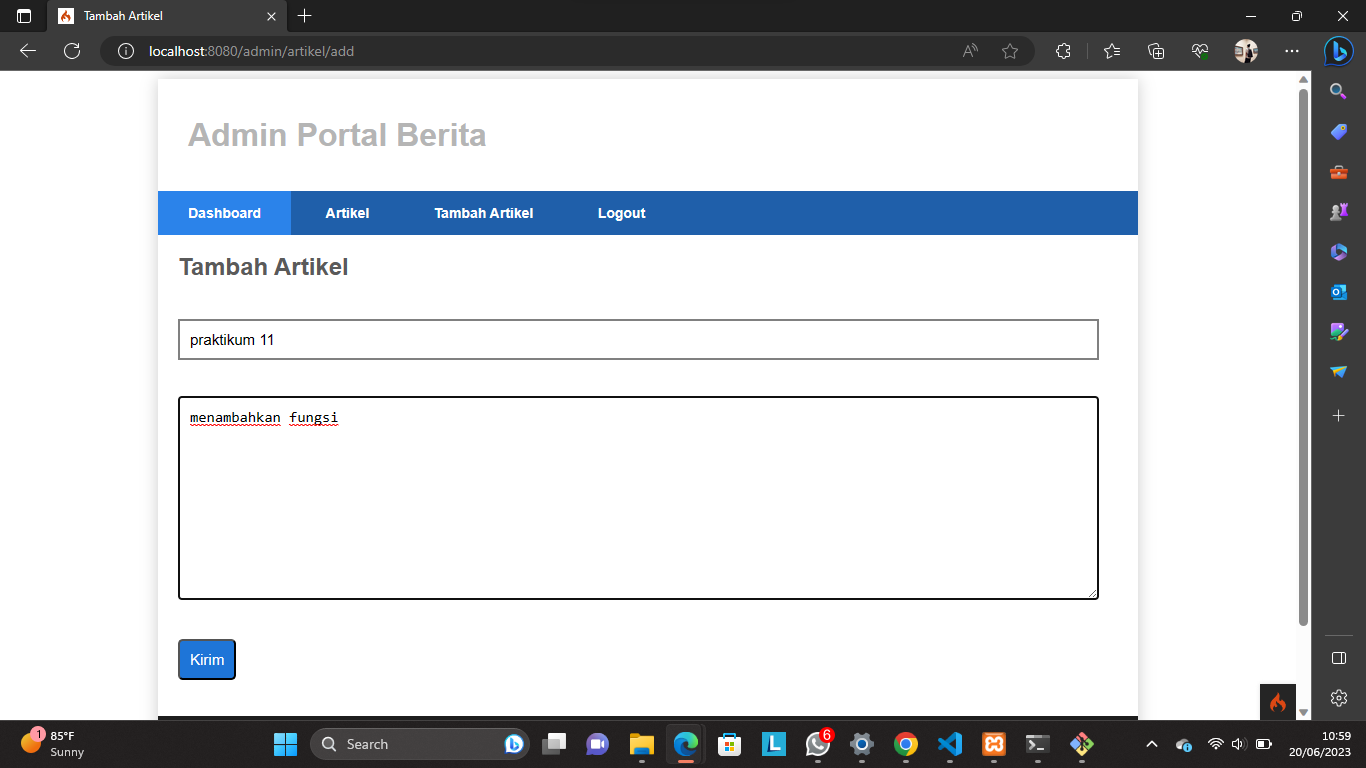 Tambah Artikel
localhost:8080/admin/artikel/add
Admin Portal Berita
Dashboard Artikel Tambah Artikel Logout
Tambah Artikel
praktikum 11
menambahkan fungsi
Kirim
1
85°F
Sunny
Search
L
6
10:59
20/06/2023